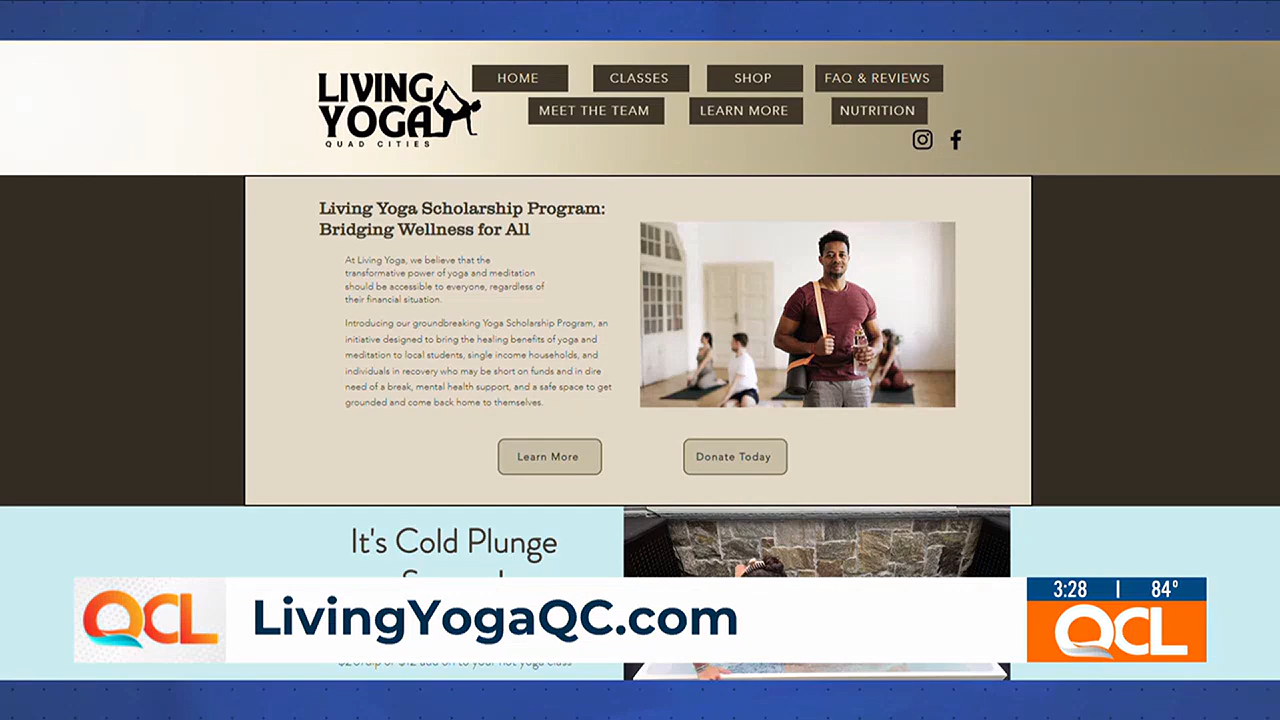 LIVING
YOGA
QUAD CITIES
HOME CLASSES SHOP FAQ & REVIEWS
MEET THE TEAM LEARN MORE NUTRITION
Living Yoga Scholarship Program:
Bridging Wellness for All
At Living Yoga, we believe that the
transformative power of yoga and meditation
should be accessible to everyone, regardless of
their financial situation.
Introducing our groundbreaking Yoga Scholarship Program, an
initiative designed to bring the healing benefits of yoga and
meditation to local students, single income households, and
individuals in recovery who may be short on funds and in dire
need of a break, mental health support, and a safe space to get
grounded and come back home to themselves.
Learn More Donate Today
It's Cold Plunge
QCL LivingYogaQC.com
3:28 | 84°
QCL